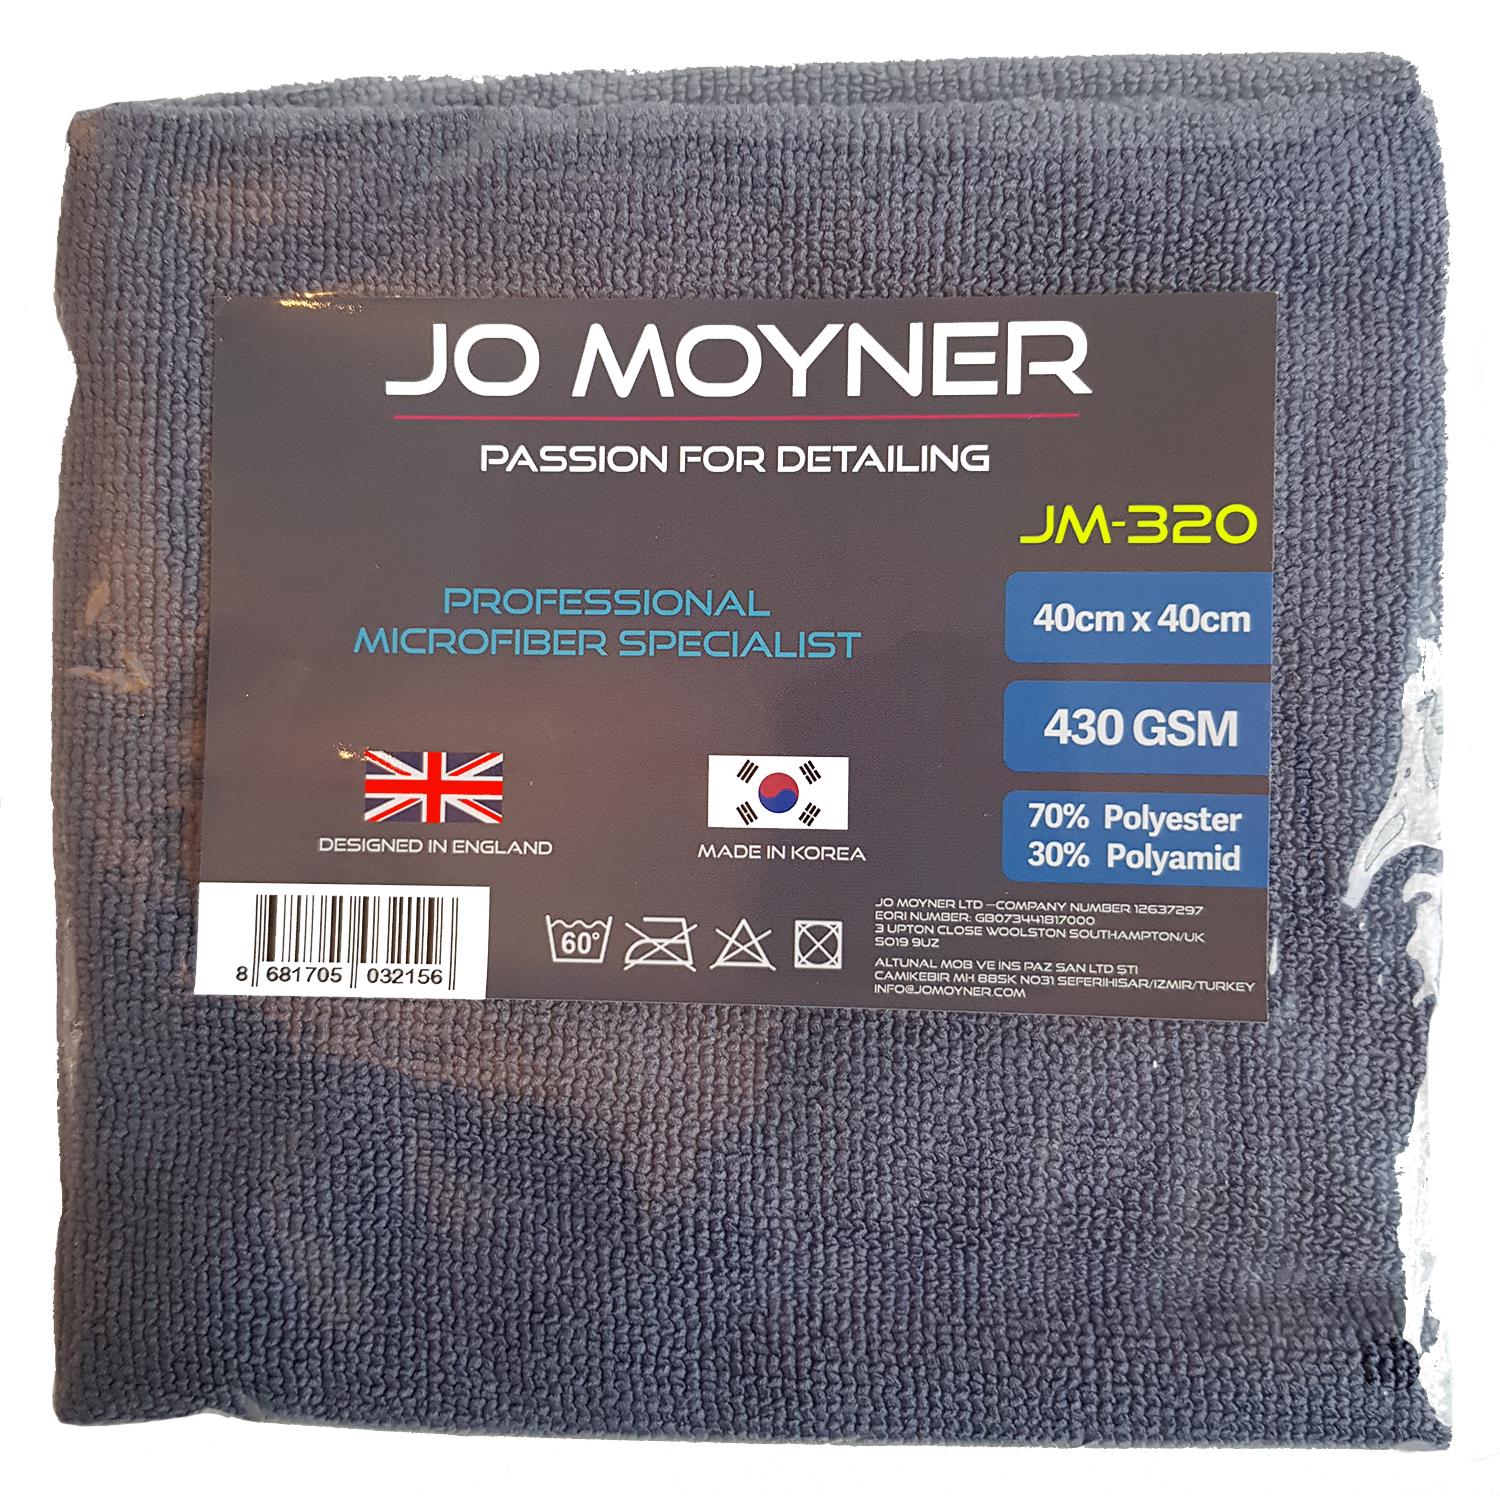 JO MOYNER
PASSION FOR DETAILING
JM-320
PROFESSIONAL
MICROFIBER SPECIALIST
40cm x 40cm
430 GSM
70% Polyester
30% Polyamid
DESIGNED IN ENGLAND
MADE IN KOREA
8 681705 032156
60°
JO MOYNER LTD -COMPANY NUMBER 12637297
EORI NUMBER: GB073441817000
3 UPTON CLOSE WOOLSTON SOUTHAMPTON/UK
SO19 9UZ
ALTUNAL MOB VE INS PAZ SAN LTD STI
CAMIKEBIR MH 88SK NO31 SEFERIHISAR/IZMIR/TURKEY
INFO@JOMOYNER.COM